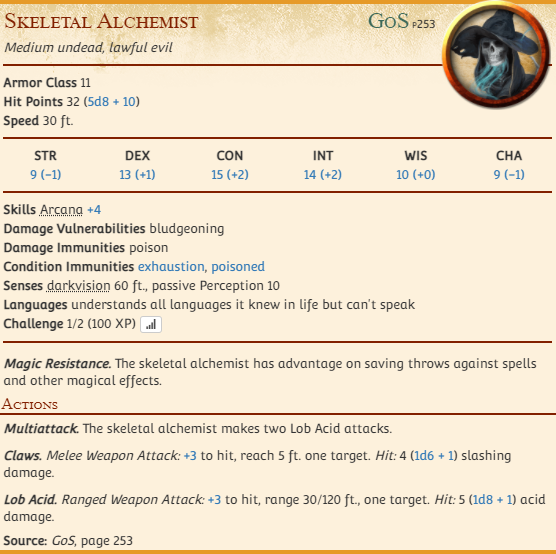 Skeletal Alchemist GoS p253
Medium undead, lawful evil
Armor Class 11
Hit Points 32 (5d8 + 10)
Speed 30 ft.
STR DEX CON INT WIS CHA
9 (−1) 13 (+1) 15 (+2) 14 (+2) 10 (+0) 9 (−1)
Skills Arcana +4
Damage Vulnerabilities bludgeoning
Damage Immunities poison
Condition Immunities exhaustion, poisoned
Senses darkvision 60 ft., passive Perception 10
Languages understands all languages it knew in life but can't speak
Challenge 1/2 (100 XP)
Magic Resistance. The skeletal alchemist has advantage on saving throws against spells
and other magical effects.
Actions
Multiattack. The skeletal alchemist makes two Lob Acid attacks.
Claws. Melee Weapon Attack: +3 to hit, reach 5 ft. one target. Hit: 4 (1d6 + 1) slashing
damage.
Lob Acid. Ranged Weapon Attack: +3 to hit, range 30/120 ft., one target. Hit: 5 (1d8 + 1) acid
damage.
Source: GoS, page 253